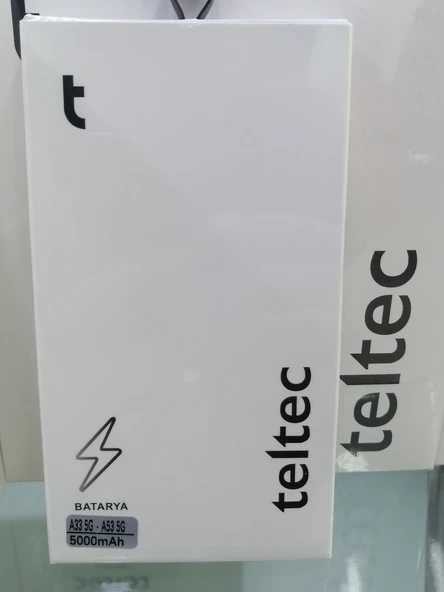 t
teltec
BATARYA
A33 5G - A53 5G
5000mAh
teltec